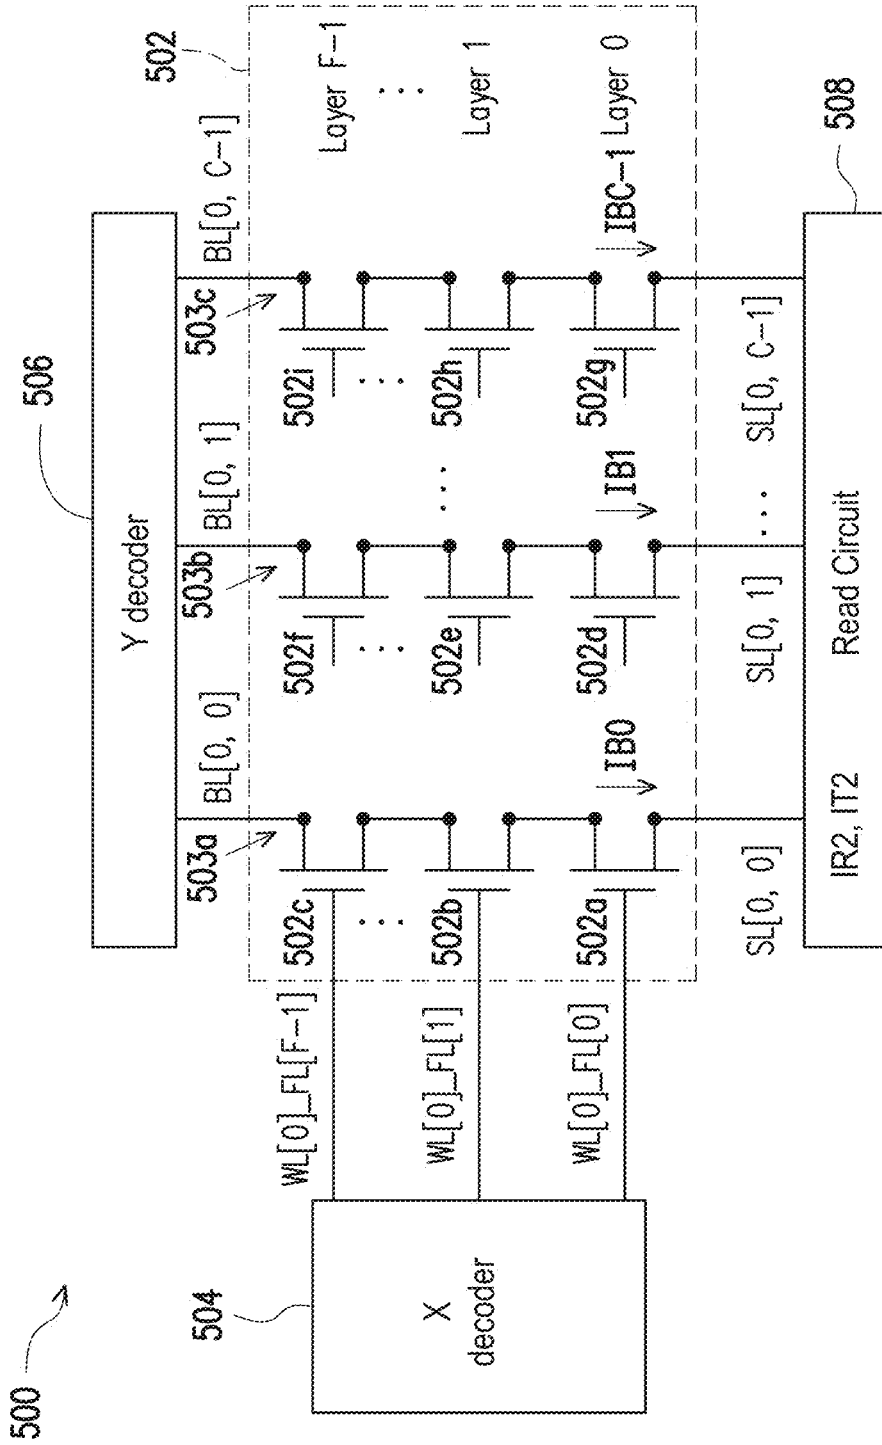 500
506
Y decoder
502
BL[0, 0]
BL[0, 1]
BL[0, C-1]
503a
503b
503c
Layer F-1
. . .
Layer 1
Layer 0
504
X
decoder
WL[0]_FL[F-1]
WL[0]_FL[1]
WL[0]_FL[0]
502c
502f
502i
. . .
. . .
. . .
502b
502e
. . .
502h
502a
502d
502g
IB0
IB1
IBC-1
SL[0, 0]
SL[0, 1]
. . .
SL[0, C-1]
IR2, IT2
Read Circuit
508